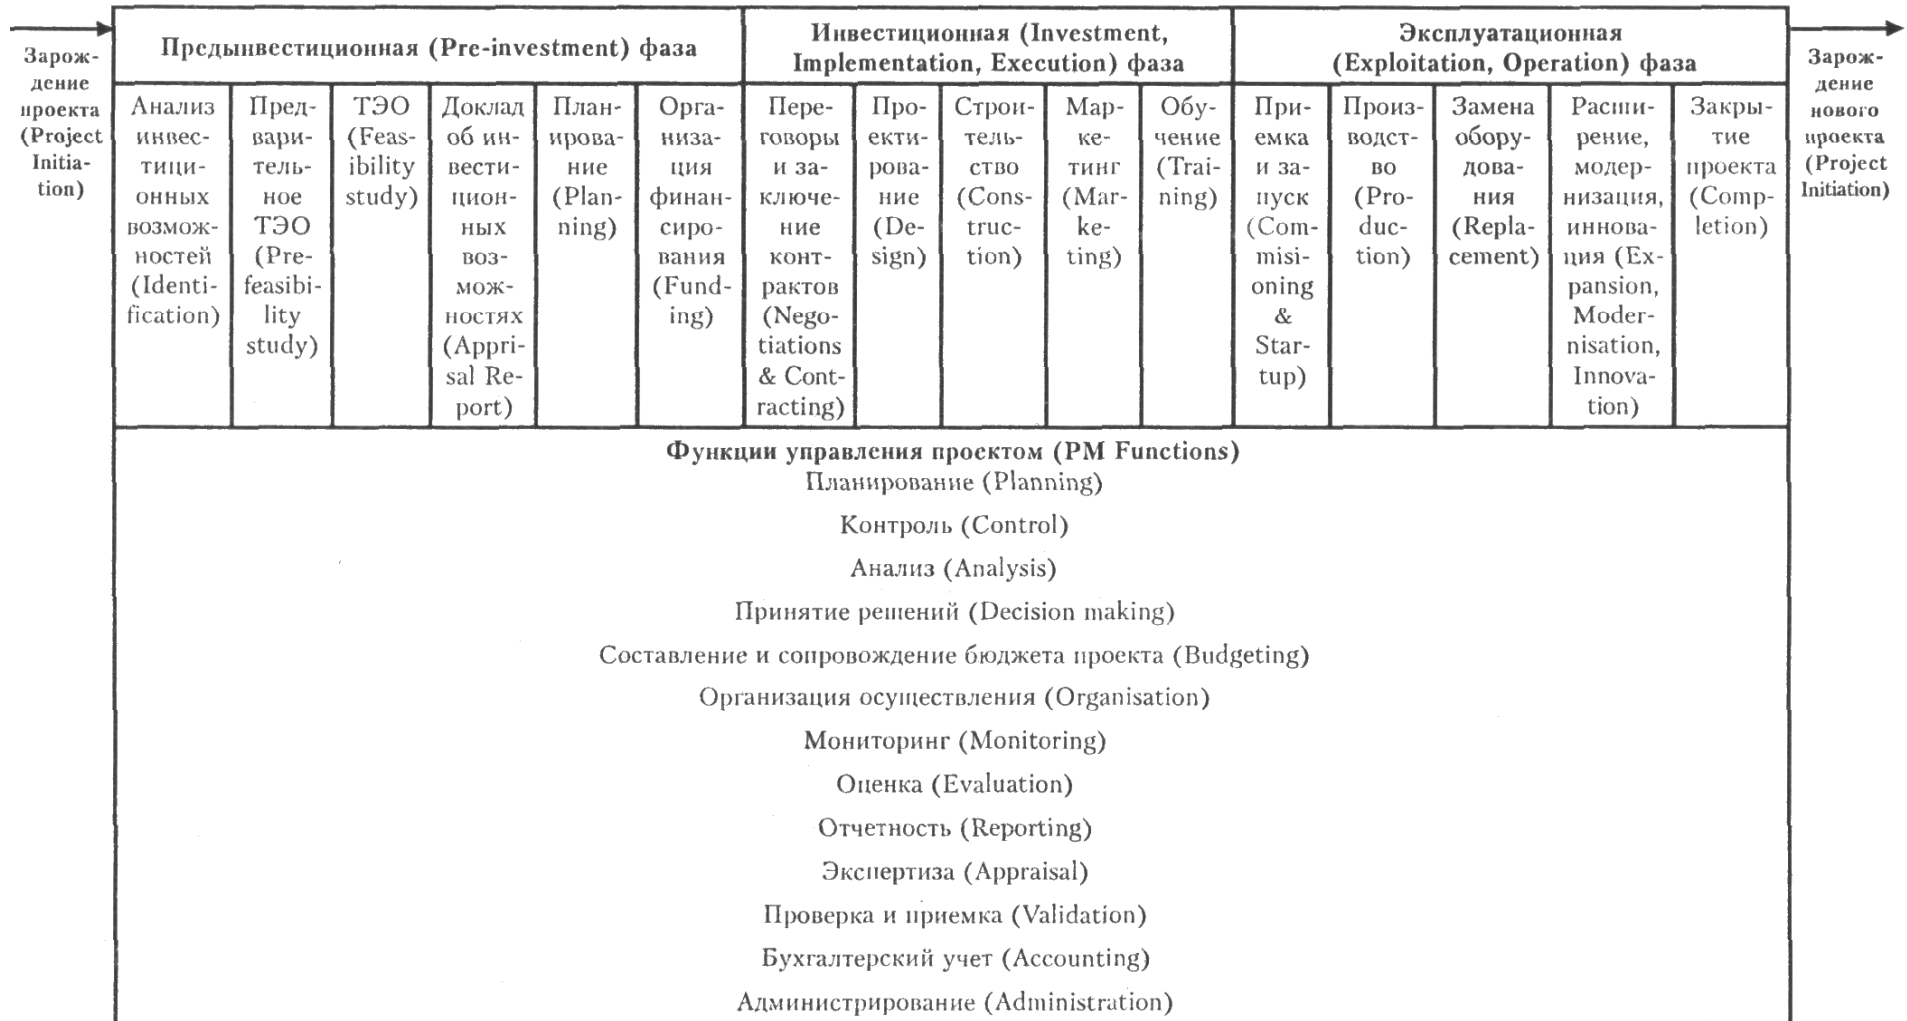 Зарож-
дение
проекта
(Project
Initia-
tion)
Предынвестиционная (Pre-investment) фаза
Инвестиционная (Investment,
Implementation, Execution) фаза
Эксплуатационная
(Exploitation, Operation) фаза
Зарож-
дение
нового
проекта
(Project
Initiation)
Анализ
инвес-
тици-
онных
возмож-
ностей
(Identi-
fication)
Пред-
вари-
тель-
ное
ТЭО
(Pre-
feasibi-
lity
study)
ТЭО
(Feas-
ibility
study)
Доклад
об ин-
вести-
цион-
ных
воз-
мож-
ностях
(Appri-
sal Re-
port)
План-
ирова-
ние
(Plan-
ning)
Орга-
низа-
ция
финан-
сиро-
вания
(Fund-
ing)
Пере-
говоры
и за-
ключе-
ние
конт-
рактов
(Nego-
tiations
& Cont-
racting)
Про-
екти-
рова-
ние
(De-
sign)
Строи-
тель-
ство
(Cons-
truc-
tion)
Мар-
ке-
тинг
(Mar-
ke-
ting)
Обу-
чение
(Trai-
ning)
При-
емка
и за-
пуск
(Com-
misi-
oning
&
Star-
tup)
Произ-
водст-
во
(Pro-
duc-
tion)
Замена
обору-
дова-
ния
(Repla-
cement)
Расши-
рение,
модер-
низация,
иннова-
ция (Ex-
pansion,
Moder-
nisation,
Innova-
tion)
Закры-
тие
проекта
(Comp-
letion)
Функции управления проектом (PM Functions)
Планирование (Planning)
Контроль (Control)
Анализ (Analysis)
Принятие решений (Decision making)
Составление и сопровождение бюджета проекта (Budgeting)
Организация осуществления (Organisation)
Мониторинг (Monitoring)
Оценка (Evaluation)
Отчетность (Reporting)
Экспертиза (Appraisal)
Проверка и приемка (Validation)
Бухгалтерский учет (Accounting)
Администрирование (Administration)